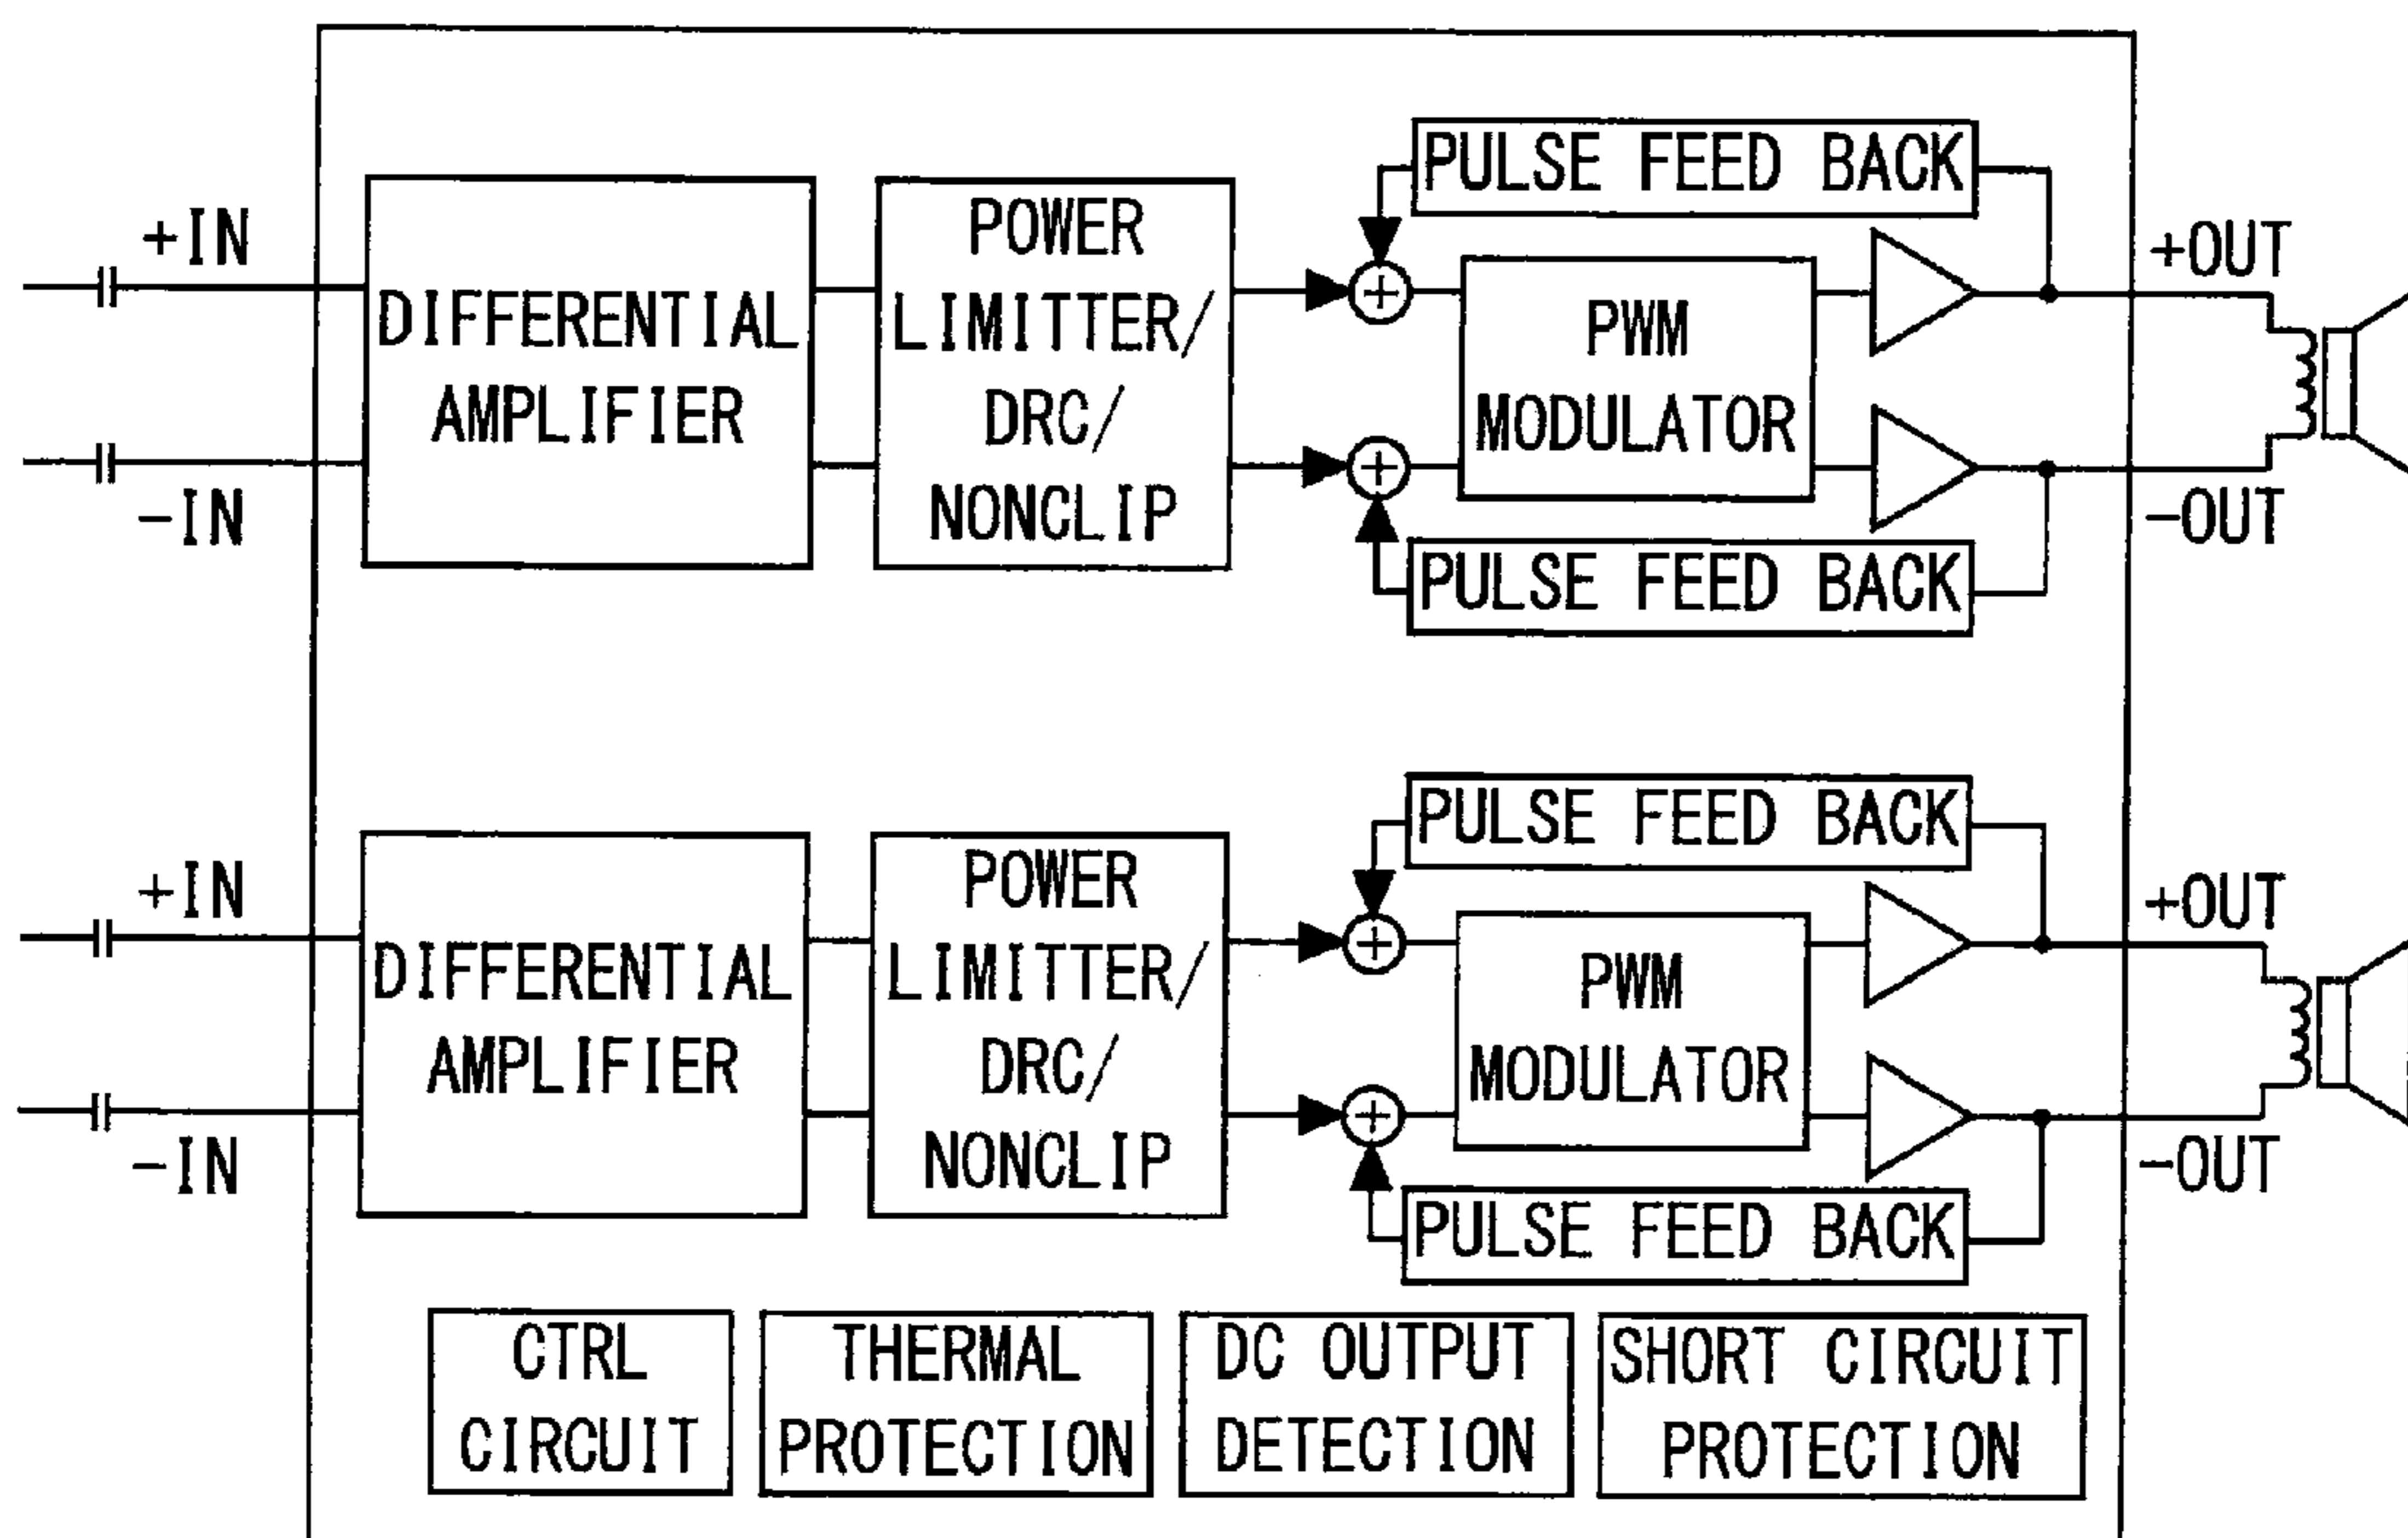 PULSE FEED BACK
+IN
-IN
DIFFERENTIAL
AMPLIFIER
POWER
LIMITTER/
DRC/
NONCLIP
PWM
MODULATOR
+OUT
-OUT
PULSE FEED BACK
PULSE FEED BACK
+IN
-IN
DIFFERENTIAL
AMPLIFIER
POWER
LIMITTER/
DRC/
NONCLIP
PWM
MODULATOR
+OUT
-OUT
PULSE FEED BACK
CTRL
CIRCUIT
THERMAL
PROTECTION
DC OUTPUT
DETECTION
SHORT CIRCUIT
PROTECTION